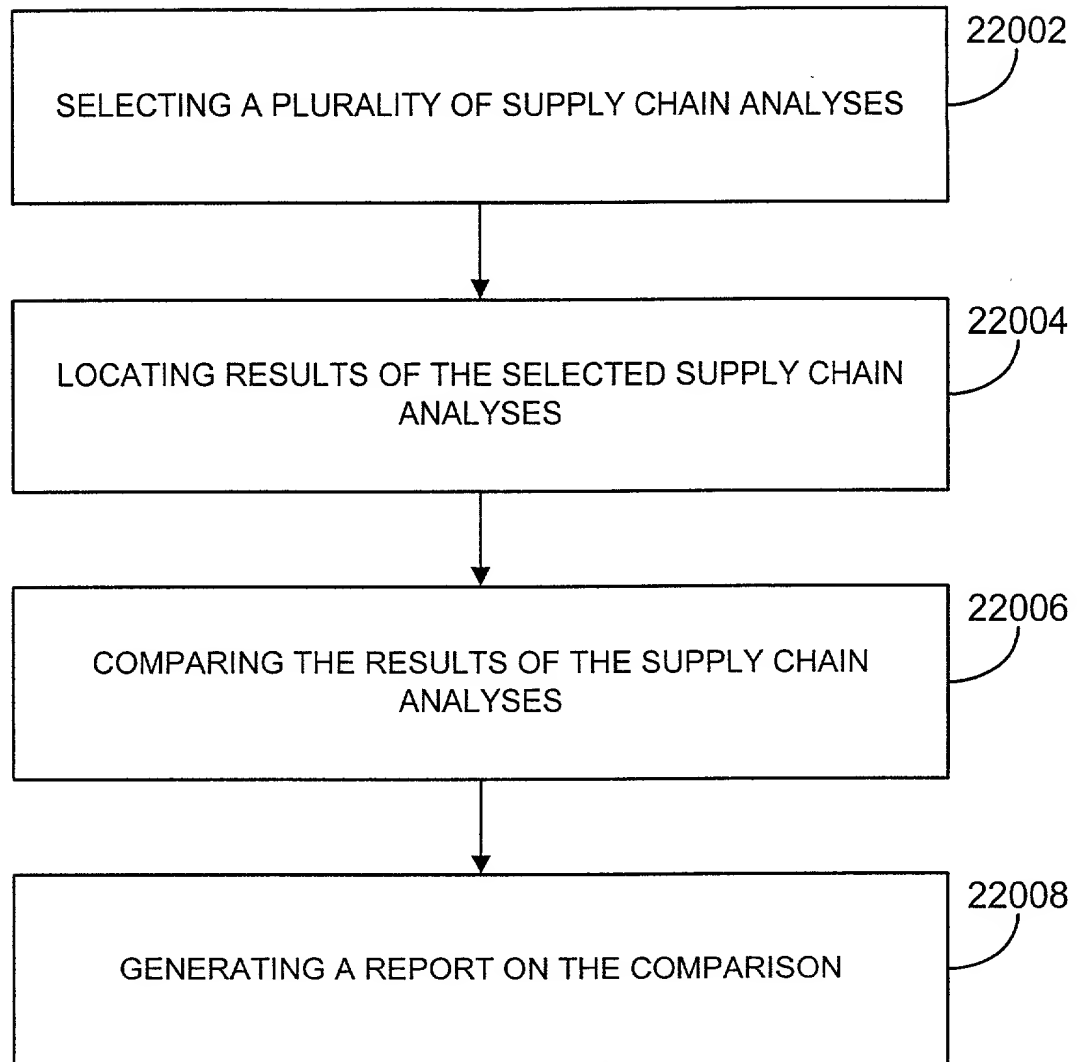 22002
SELECTING A PLURALITY OF SUPPLY CHAIN ANALYSES
22004
LOCATING RESULTS OF THE SELECTED SUPPLY CHAIN
ANALYSES
22006
COMPARING THE RESULTS OF THE SUPPLY CHAIN
ANALYSES
22008
GENERATING A REPORT ON THE COMPARISON